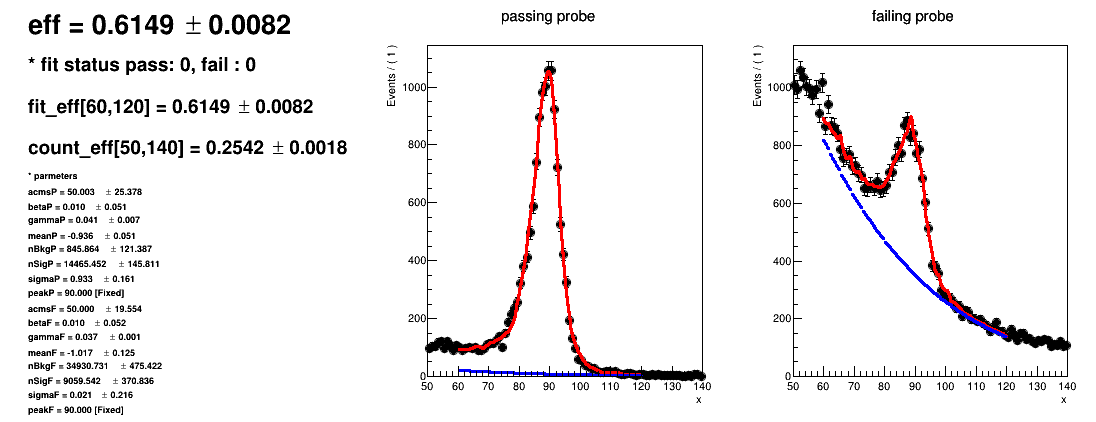 eff = 0.6149 ± 0.0082
* fit status pass: 0, fail : 0
fit_eff[60,120] = 0.6149 ± 0.0082
count_eff[50,140] = 0.2542 ± 0.0018
* parmeters
acmsP = 50.003 ± 25.378
betaP = 0.010 ± 0.051
gammaP = 0.041 ± 0.007
meanP = -0.936 ± 0.051
nBkgP = 845.864 ± 121.387
nSigP = 14465.452 ± 145.811
sigmaP = 0.933 ± 0.161
peakP = 90.000 [Fixed]
acmsF = 50.000 ± 19.554
betaF = 0.010 ± 0.052
gammaF = 0.037 ± 0.001
meanF = -1.017 ± 0.125
nBkgF = 34930.731 ± 475.422
nSigF = 9059.542 ± 370.836
sigmaF = 0.021 ± 0.216
peakF = 90.000 [Fixed]
passing probe
Events / ( 1 )
1000
800
600
400
200
0
50 60 70 80 90 100 110 120 130 140
x
failing probe
Events / ( 1 )
1000
800
600
400
200
0
50 60 70 80 90 100 110 120 130 140
x